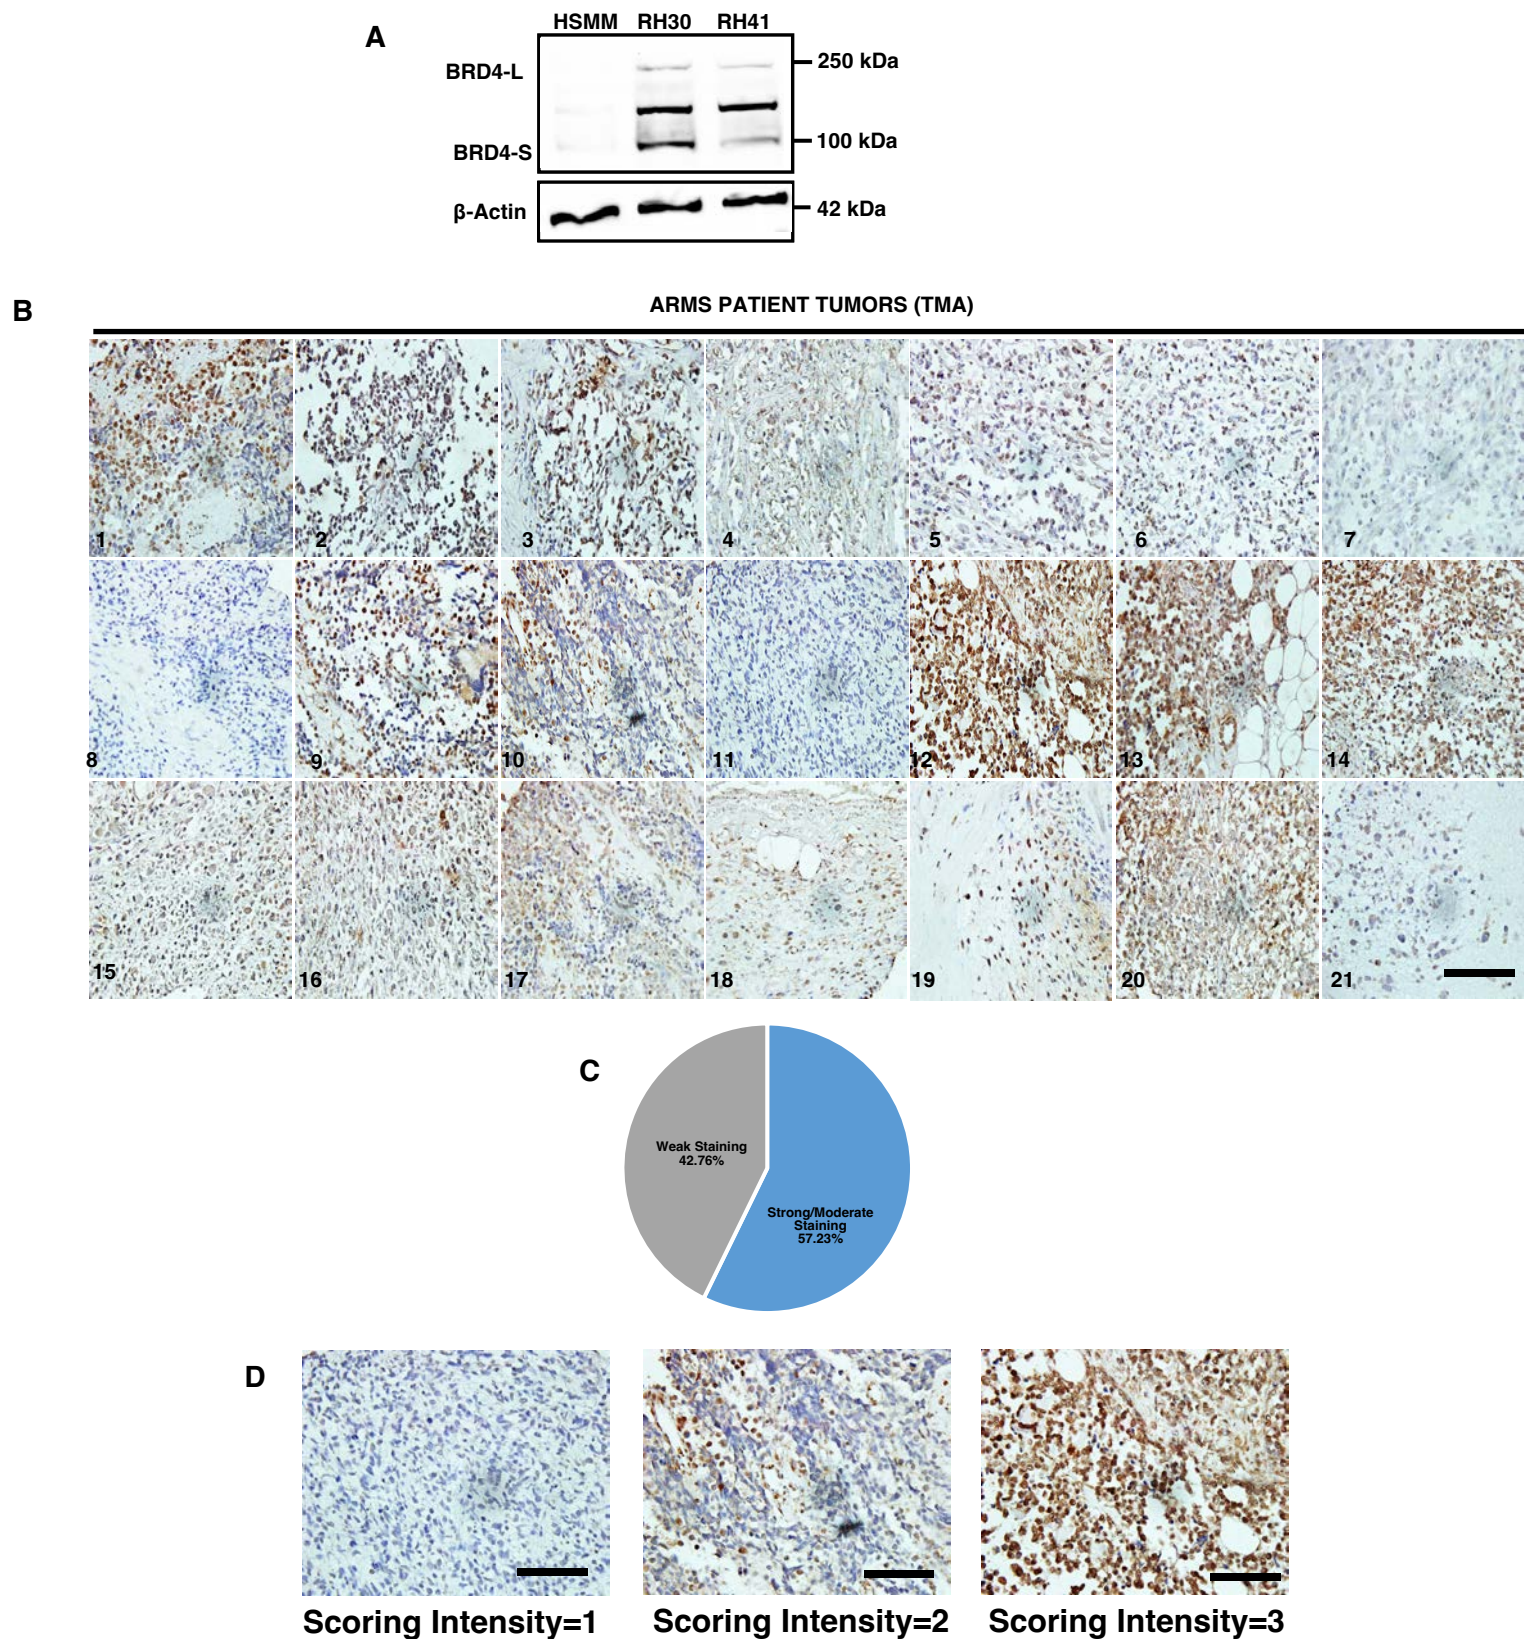 A
HSMM RH30 RH41
BRD4-L
250 kDa
BRD4-S
100 kDa
β-Actin
42 kDa
B
ARMS PATIENT TUMORS (TMA)
1 2 3 4 5 6 7
8 9 10 11 12 13 14
15 16 17 18 19 20 21
C
Weak Staining
42.76%
Strong/Moderate
Staining
57.23%
D
Scoring Intensity=1 Scoring Intensity=2 Scoring Intensity=3